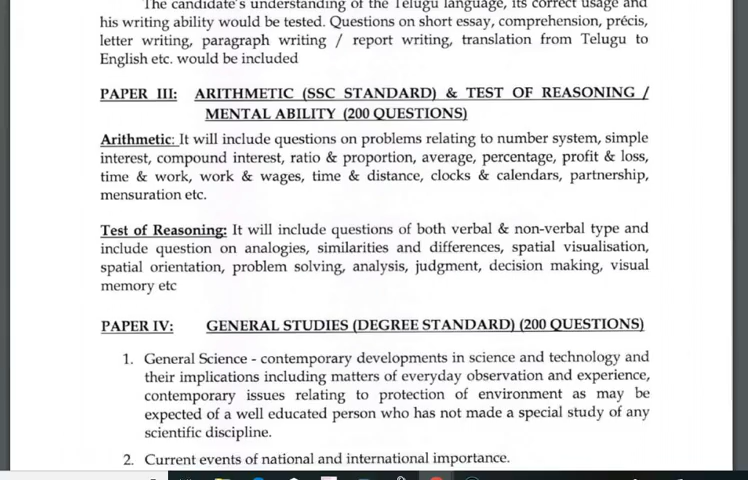 The candidate's understanding of the Telugu language, its correct usage and
his writing ability would be tested. Questions on short essay, comprehension, précis,
letter writing, paragraph writing / report writing, translation from Telugu to
English etc. would be included
PAPER III: ARITHMETIC (SSC STANDARD) & TEST OF REASONING /
MENTAL ABILITY (200 QUESTIONS)
Arithmetic: It will include questions on problems relating to number system, simple
interest, compound interest, ratio & proportion, average, percentage, profit & loss,
time & work, work & wages, time & distance, clocks & calendars, partnership,
mensuration etc.
Test of Reasoning: It will include questions of both verbal & non-verbal type and
include question on analogies, similarities and differences, spatial visualisation,
spatial orientation, problem solving, analysis, judgment, decision making, visual
memory etc
PAPER IV: GENERAL STUDIES (DEGREE STANDARD) (200 QUESTIONS)
1. General Science - contemporary developments in science and technology and
their implications including matters of everyday observation and experience,
contemporary issues relating to protection of environment as may be
expected of a well educated person who has not made a special study of any
scientific discipline.
2. Current events of national and international importance.